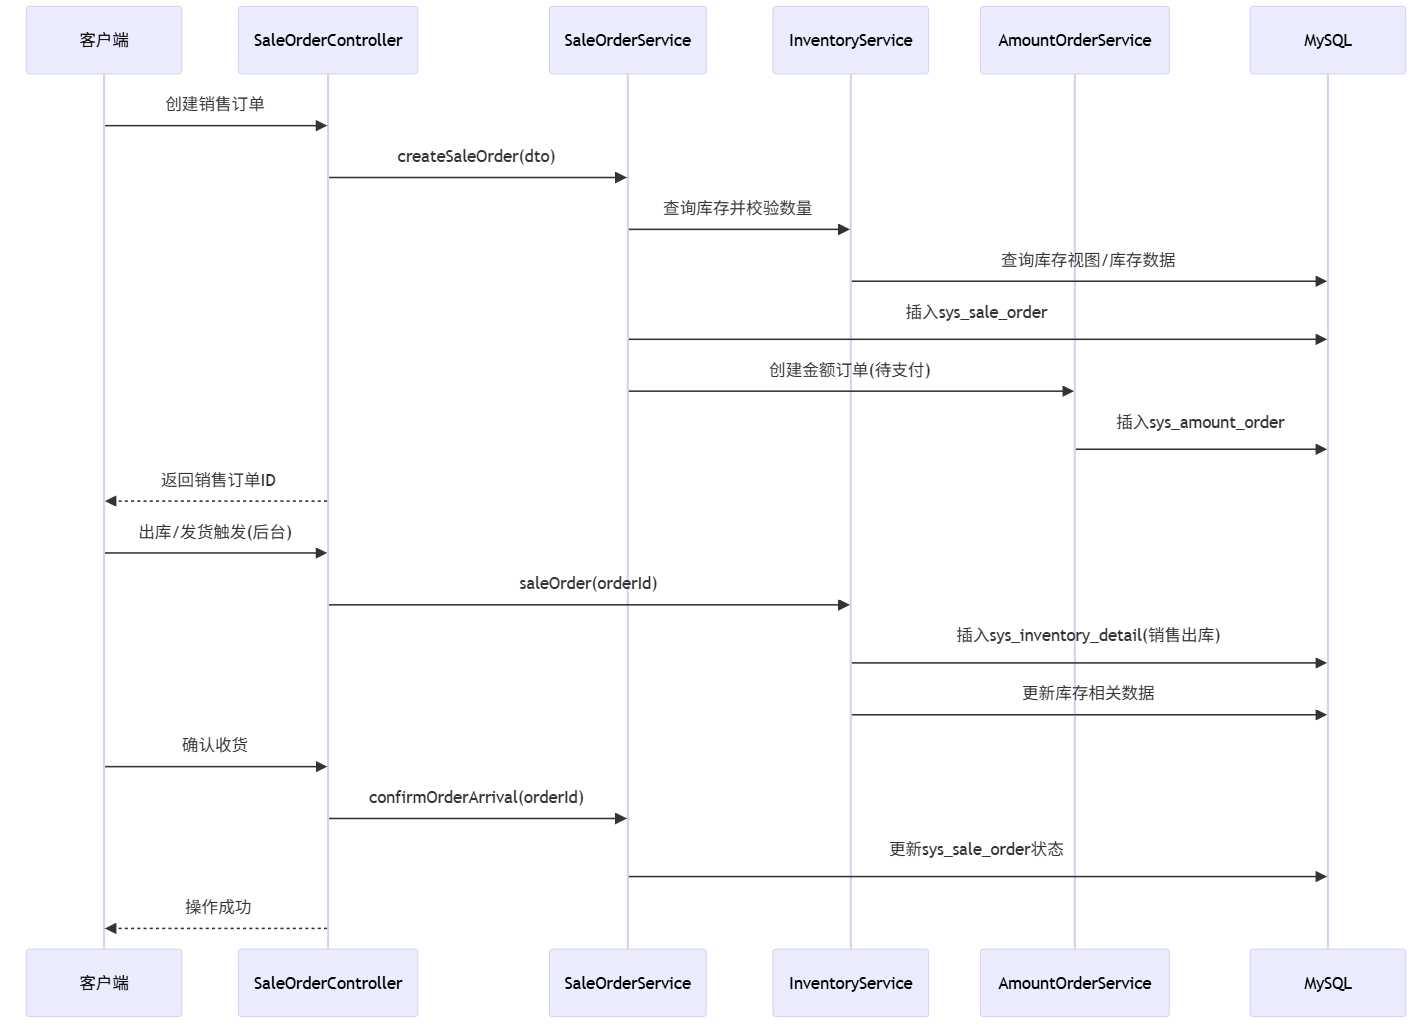 客户端
SaleOrderController
SaleOrderService
InventoryService
AmountOrderService
MySQL
创建销售订单
createSaleOrder(dto)
查询库存并校验数量
查询库存视图/库存数据
插入sys_sale_order
创建金额订单(待支付)
插入sys_amount_order
返回销售订单ID
出库/发货触发(后台)
saleOrder(orderId)
插入sys_inventory_detail(销售出库)
更新库存相关数据
确认收货
confirmOrderArrival(orderId)
更新sys_sale_order状态
操作成功
客户端
SaleOrderController
SaleOrderService
InventoryService
AmountOrderService
MySQL